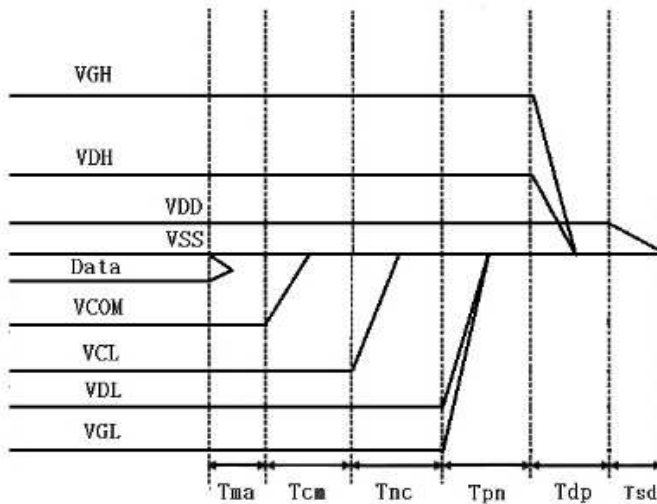 VGH
VDH
VDD
VSS
Data
VCOM
VCL
VDL
VGL
Tma Tcm Tnc Tpn Tdp Tsd